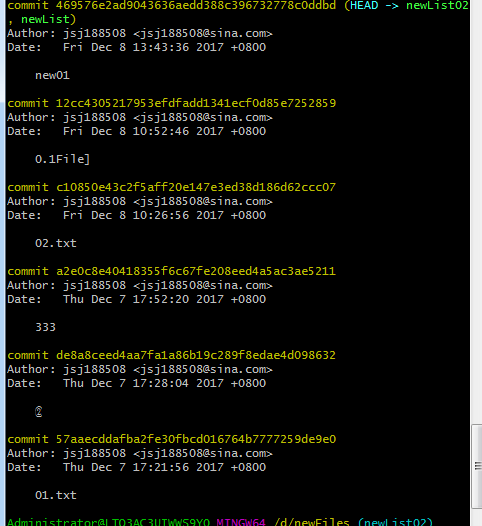 commit 469576e2ad9043636aedd388c396732778c0ddbd (HEAD -> newList02
, newList)
Author: jsj188508 <jsj188508@sina.com>
Date:   Fri Dec 8 13:43:36 2017 +0800
new01
commit 12cc4305217953efdfadd1341ecf0d85e7252859
Author: jsj188508 <jsj188508@sina.com>
Date:   Fri Dec 8 10:52:46 2017 +0800
0.1File]
commit c10850e43c2f5aff20e147e3ed38d186d62ccc07
Author: jsj188508 <jsj188508@sina.com>
Date:   Fri Dec 8 10:26:56 2017 +0800
02.txt
commit a2e0c8e40418355f6c67fe208eed4a5ac3ae5211
Author: jsj188508 <jsj188508@sina.com>
Date:   Thu Dec 7 17:52:20 2017 +0800
333
commit de8a8ceed4aa7fa1a86b19c289f8edae4d098632
Author: jsj188508 <jsj188508@sina.com>
Date:   Thu Dec 7 17:28:04 2017 +0800
commit 57aaecddafba2fe30fbcd016764b7777259de9e0
Author: jsj188508 <jsj188508@sina.com>
Date:   Thu Dec 7 17:21:56 2017 +0800
01.txt
MINGW64 /d/newFiles (newList02)